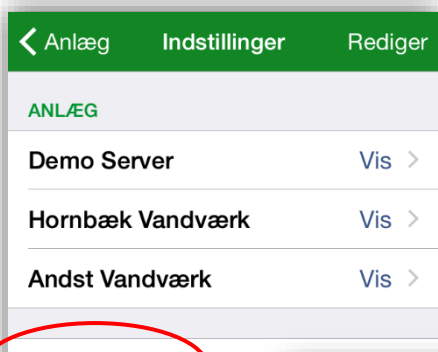 Anlæg Indstillinger Rediger
ANLÆG
Demo Server Vis
Hornbæk Vandværk Vis
Andst Vandværk Vis